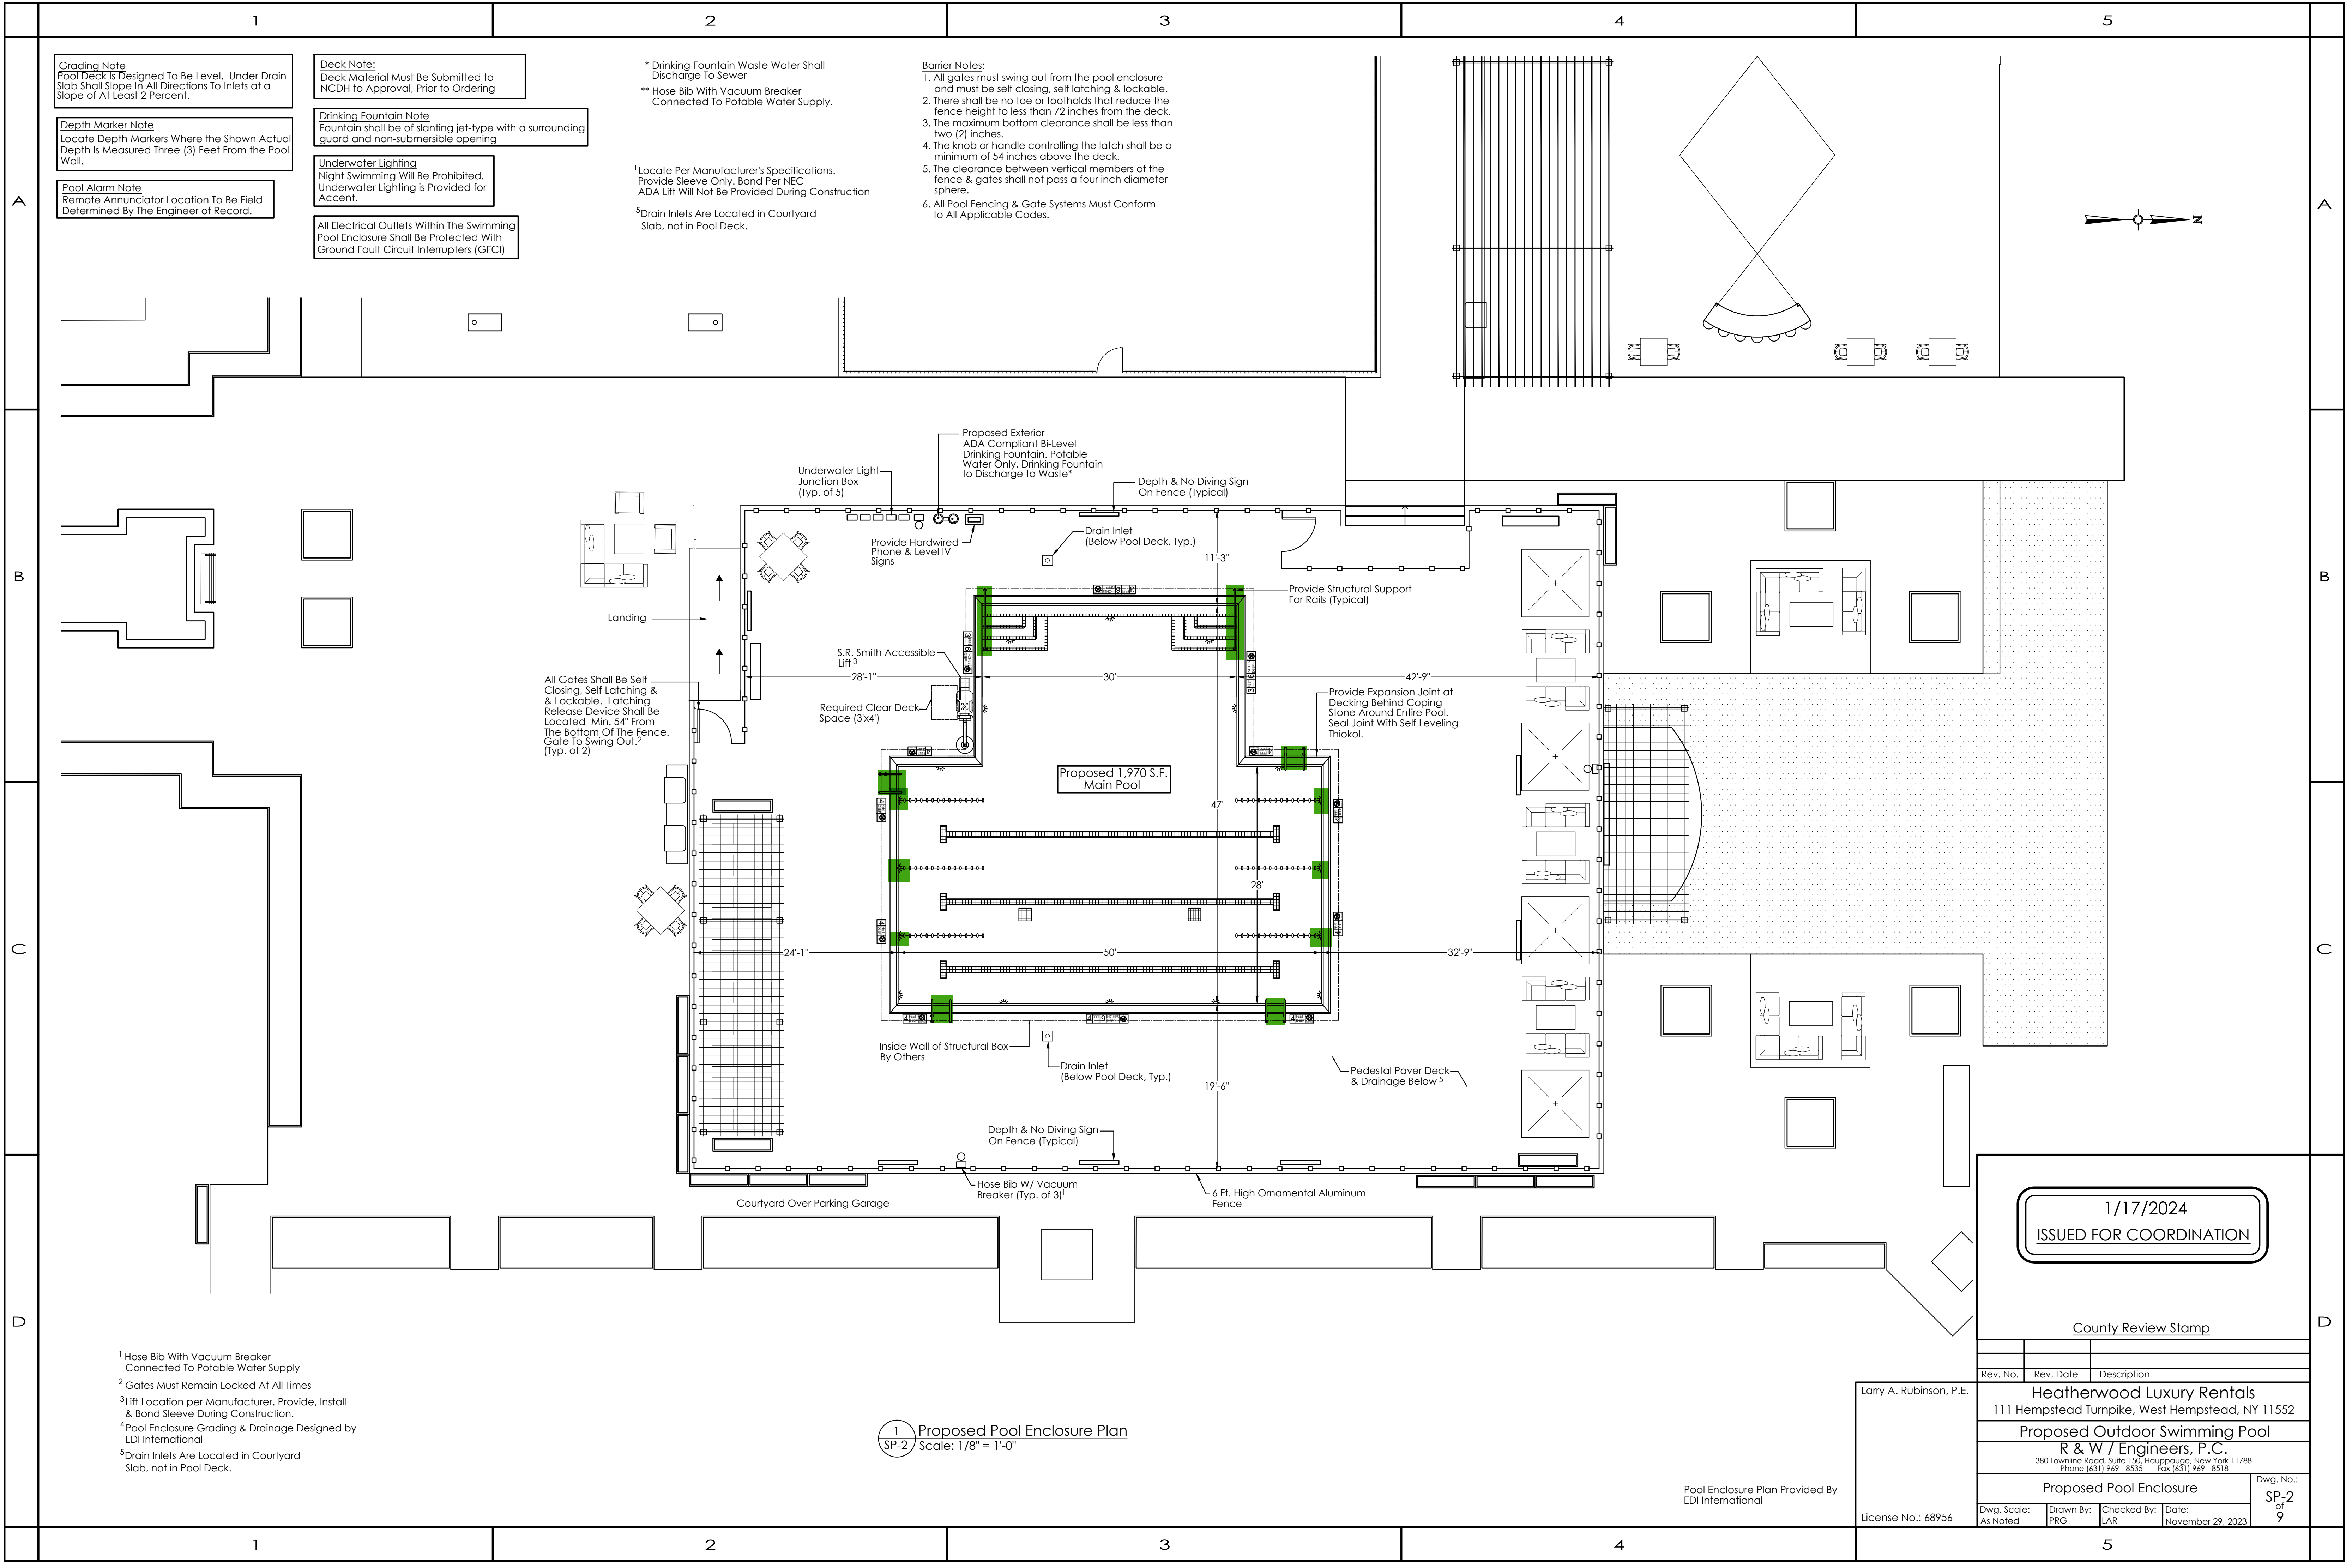 1
2
3
4
5
Grading Note
Pool Deck Is Designed To Be Level. Under Drain
Slab Shall Slope In All Directions To Inlets at a
Slope of At Least 2 Percent.
Depth Marker Note
Locate Depth Markers Where the Shown Actual
Depth Is Measured Three (3) Feet From the Pool
Wall.
Pool Alarm Note
Remote Annunciator Location To Be Field
Determined By The Engineer of Record.
Deck Note:
Deck Material Must Be Submitted to
NCDH to Approval, Prior to Ordering
Drinking Fountain Note
Fountain shall be of slanting jet-type with a surrounding
guard and non-submersible opening
Underwater Lighting
Night Swimming Will Be Prohibited.
Underwater Lighting is Provided for
Accent.
All Electrical Outlets Within The Swimming
Pool Enclosure Shall Be Protected With
Ground Fault Circuit Interrupters (GFCI)
* Drinking Fountain Waste Water Shall
Discharge To Sewer
** Hose Bib With Vacuum Breaker
Connected To Potable Water Supply.
1 Locate Per Manufacturer's Specifications.
Provide Sleeve Only. Bond Per NEC
ADA Lift Will Not Be Provided During Construction
5 Drain Inlets Are Located in Courtyard
Slab, not in Pool Deck.
Barrier Notes:
1. All gates must swing out from the pool enclosure
and must be self closing, self latching & lockable.
2. There shall be no toe or footholds that reduce the
fence height to less than 72 inches from the deck.
3. The maximum bottom clearance shall be less than
two (2) inches.
4. The knob or handle controlling the latch shall be a
minimum of 54 inches above the deck.
5. The clearance between vertical members of the
fence & gates shall not pass a four inch diameter
sphere.
6. All Pool Fencing & Gate Systems Must Conform
to All Applicable Codes.
A
A
N
Proposed Exterior
ADA Compliant Bi-Level
Drinking Fountain. Potable
Water Only. Drinking Fountain
to Discharge to Waste*
Underwater Light
Junction Box
(Typ. of 5)
Depth & No Diving Sign
On Fence (Typical)
Provide Hardwired
Phone & Level IV
Signs
Drain Inlet
(Below Pool Deck, Typ.)
11'-3"
B
B
Provide Structural Support
For Rails (Typical)
Landing
S.R. Smith Accessible
Lift 3
28'-1"
30'
42'-9"
All Gates Shall Be Self
Closing, Self Latching &
& Lockable. Latching
Release Device Shall Be
Located Min. 54" From
The Bottom Of The Fence.
Gate To Swing Out.2
(Typ. of 2)
Required Clear Deck
Space (3'x4')
Provide Expansion Joint at
Decking Behind Coping
Stone Around Entire Pool.
Seal Joint With Self Leveling
Thiokol.
Proposed 1,970 S.F.
Main Pool
47'
28'
24'-1"
50'
32'-9"
C
C
Inside Wall of Structural Box
By Others
Drain Inlet
(Below Pool Deck, Typ.)
Pedestal Paver Deck
& Drainage Below 5
19'-6"
Depth & No Diving Sign
On Fence (Typical)
Hose Bib W/ Vacuum
Breaker (Typ. of 3)1
6 Ft. High Ornamental Aluminum
Fence
Courtyard Over Parking Garage
D
D
1 Hose Bib With Vacuum Breaker
Connected To Potable Water Supply
2 Gates Must Remain Locked At All Times
3 Lift Location per Manufacturer. Provide, Install
& Bond Sleeve During Construction.
4 Pool Enclosure Grading & Drainage Designed by
EDI International
5 Drain Inlets Are Located in Courtyard
Slab, not in Pool Deck.
1
SP-2
Proposed Pool Enclosure Plan
Scale: 1/8" = 1'-0"
Pool Enclosure Plan Provided By
EDI International
1/17/2024
ISSUED FOR COORDINATION
County Review Stamp
Rev. No. Rev. Date Description
Larry A. Rubinson, P.E.
License No.: 68956
Heatherwood Luxury Rentals
111 Hempstead Turnpike, West Hempstead, NY 11552
Proposed Outdoor Swimming Pool
R & W / Engineers, P.C.
380 Townline Road, Suite 150, Hauppauge, New York 11788
Phone (631) 969 - 8535 Fax (631) 969 - 8518
Proposed Pool Enclosure
Dwg. No.:
SP-2
of
9
Dwg. Scale:
As Noted
Drawn By:
PRG
Checked By:
LAR
Date:
November 29, 2023
1
2
3
4
5